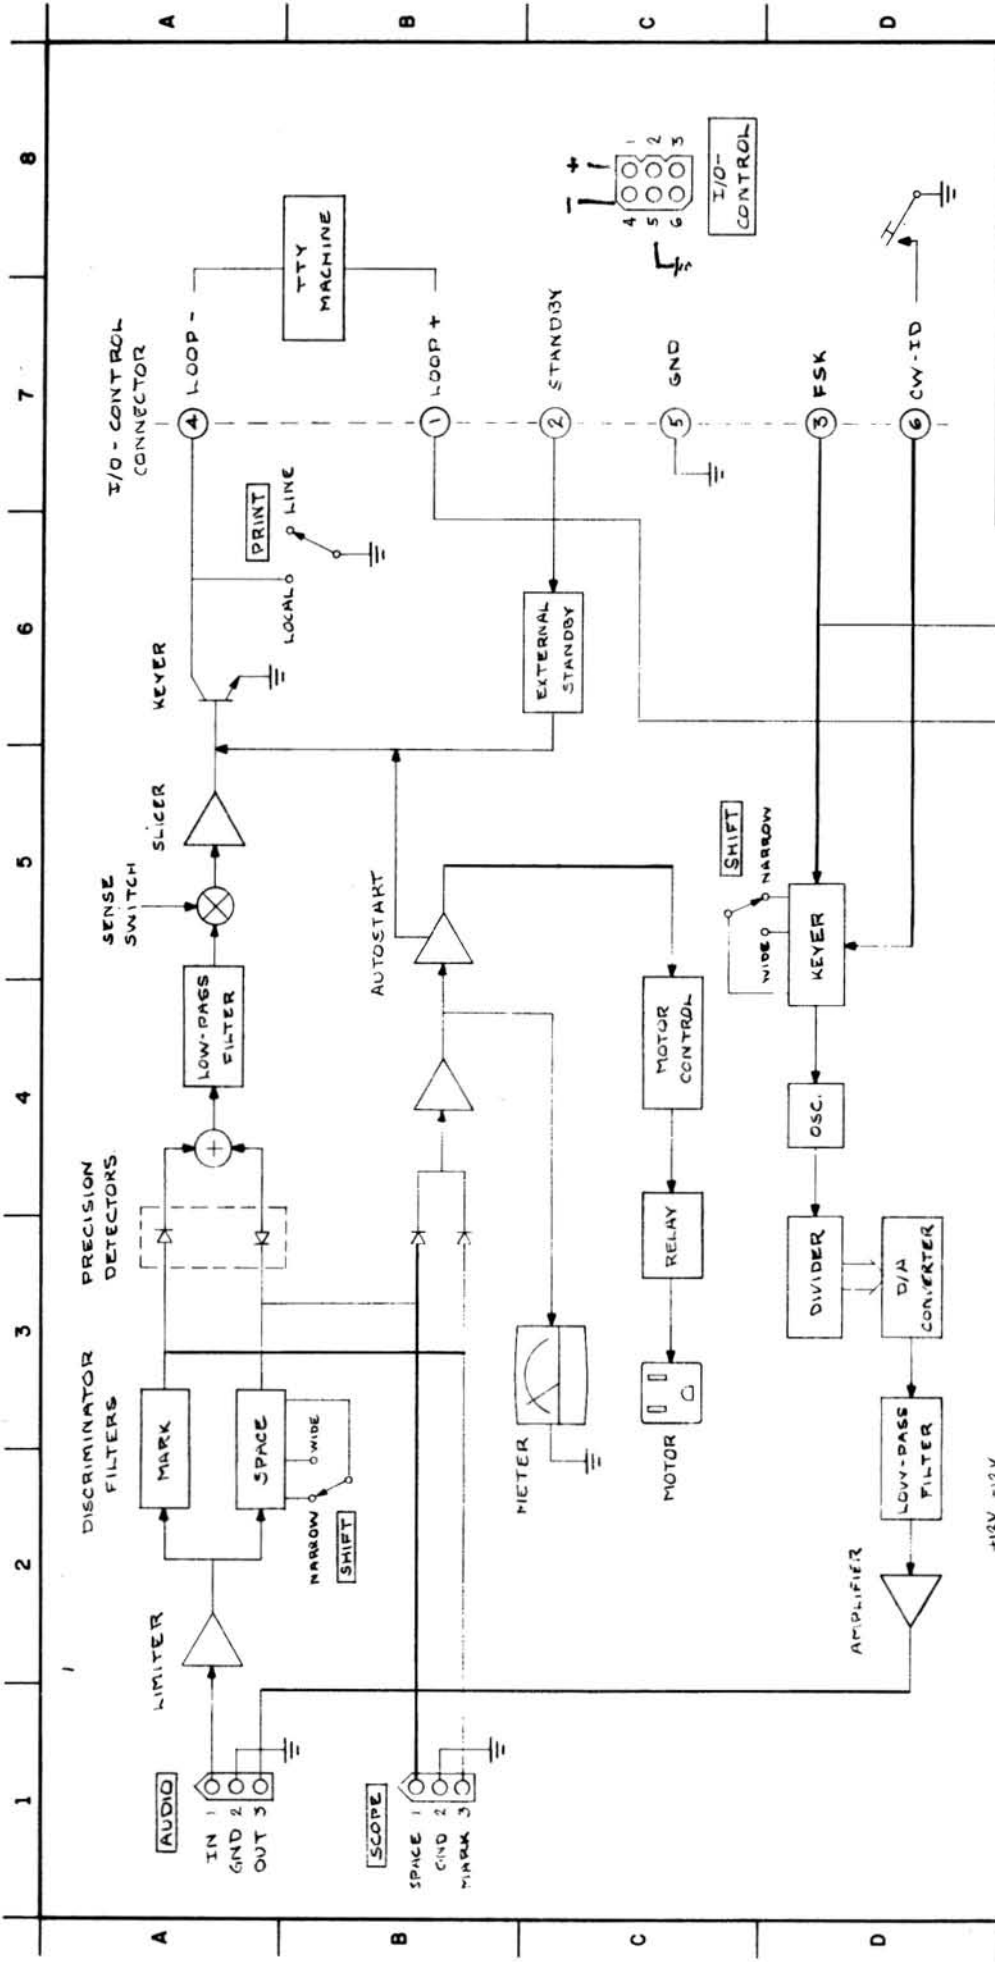 1
2
3
4
5
6
7
8
A
A
B
B
C
C
D
D
AUDIO
IN 1
GND 2
OUT 3
LIMITER
DISCRIMINATOR
FILTERS
MARK
SPACE
NARROW
WIDE
SHIFT
PRECISION
DETECTORS
+
LOW-PASS
FILTER
SENSE
SWITCH
SLICER
KEYER
LOCAL
LINE
PRINT
I/O - CONTROL
CONNECTOR
4 LOOP -
TTY
MACHINE
1 LOOP +
SCOPE
SPACE 1
GND 2
MARK 3
AUTOSTART
METER
EXTERNAL
STANDBY
2 STANDBY
MOTOR
RELAY
MOTOR
CONTROL
5 GND
- +
4 1
5 2
6 3
I/O-
CONTROL
SHIFT
WIDE
NARROW
KEYER
OSC.
DIVIDER
D/A
CONVERTER
LOW-PASS
FILTER
AMPLIFIER
3 FSK
6 CW-ID